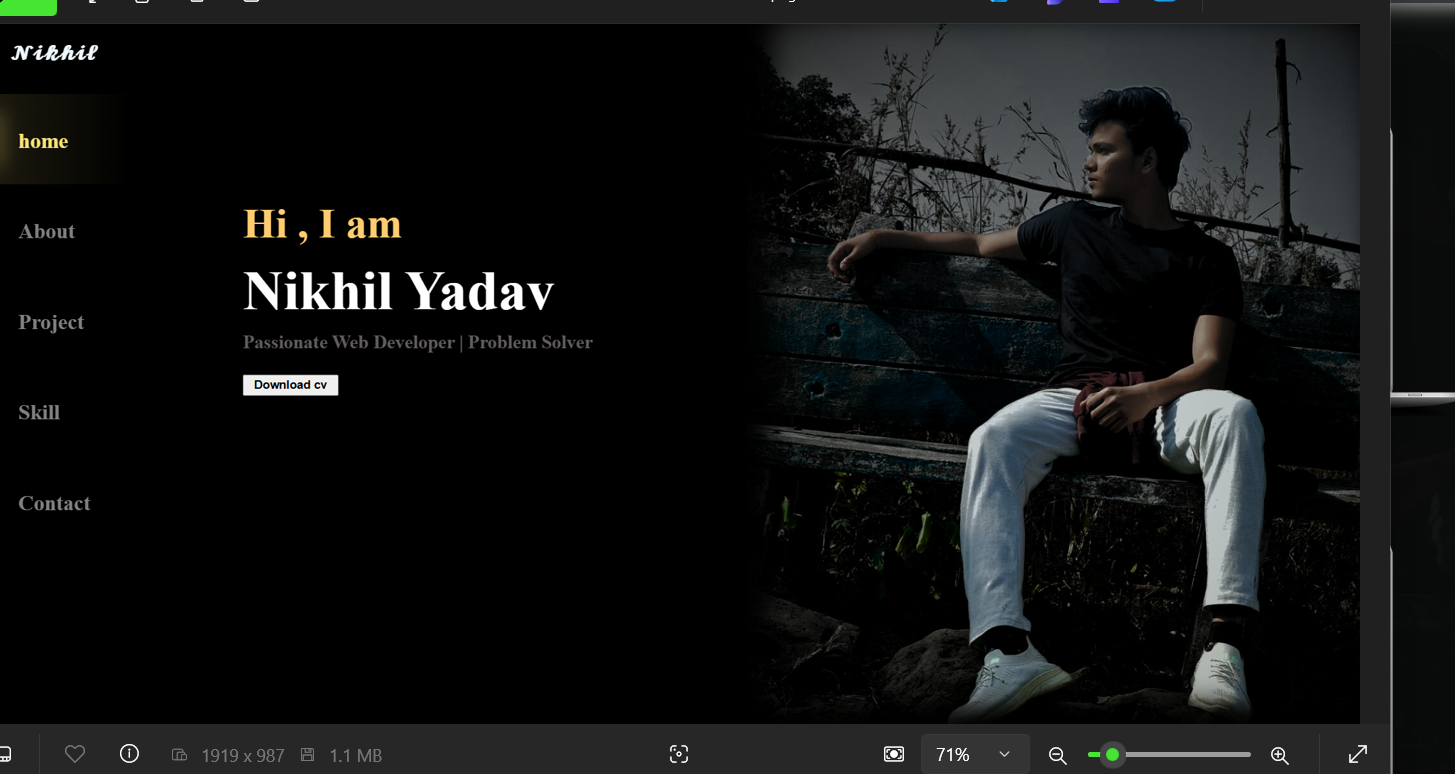 Nikhil
home
About
Project
Skill
Contact
Hi , I am
Nikhil Yadav
Passionate Web Developer | Problem Solver
Download cv
1919 x 987
1.1 MB
71%